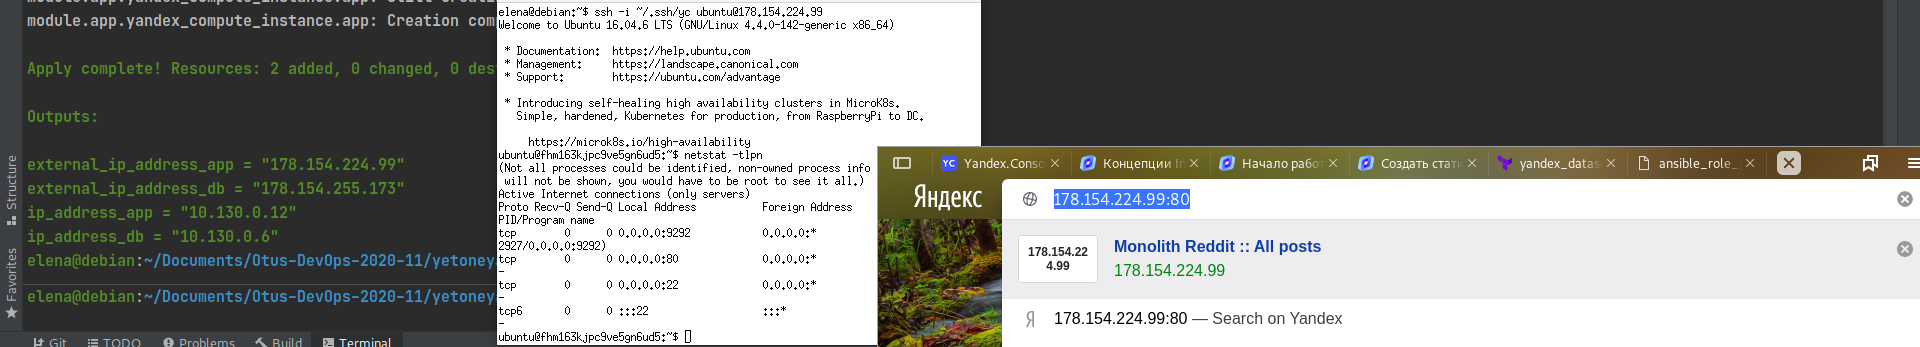 module.app.yandex_compute_instance.app: Creation com
Apply complete! Resources: 2 added, 0 changed, 0 des
Outputs:
external_ip_address_app = "178.154.224.99"
external_ip_address_db = "178.154.255.173"
ip_address_app = "10.130.0.12"
ip_address_db = "10.130.0.6"
elena@debian:~/Documents/Otus-DevOps-2020-11/yetoney
elena@debian:~/Documents/Otus-DevOps-2020-11/yetoney
Structure
Favorites
Git
TODO
Problems
Build
Terminal
elena@debian:~$ ssh -i ~/.ssh/yc ubuntu@178.154.224.99
Welcome to Ubuntu 16.04.6 LTS (GNU/Linux 4.4.0-142-generic x86_64)
* Documentation:  https://help.ubuntu.com
* Management:     https://landscape.canonical.com
* Support:        https://ubuntu.com/advantage
* Introducing self-healing high availability clusters in MicroK8s.
Simple, hardened, Kubernetes for production, from RaspberryPi to DC.
https://microk8s.io/high-availability
ubuntu@fhm163kjpc9ve5gn6ud5:~$ netstat -tlpn
(Not all processes could be identified, non-owned process info
will not be shown, you would have to be root to see it all.)
Active Internet connections (only servers)
Proto Recv-Q Send-Q Local Address           Foreign Address
PID/Program name
tcp        0      0 0.0.0.0:9292            0.0.0.0:*
2927/0.0.0.0:9292)
tcp        0      0 0.0.0.0:80              0.0.0.0:*
-
tcp        0      0 0.0.0.0:22              0.0.0.0:*
-
tcp6       0      0 :::22                   :::*
-
ubuntu@fhm163kjpc9ve5gn6ud5:~$
YC Yandex.Conso
Концепции In
Начало работ
Создать стати
yandex_datas
ansible_role_
Яндекс
178.154.224.99:80
178.154.22
4.99
Monolith Reddit :: All posts
178.154.224.99
Я 178.154.224.99:80 — Search on Yandex